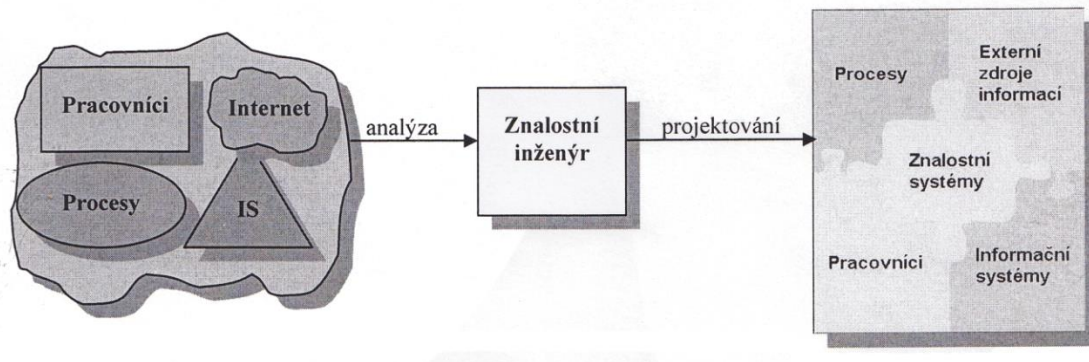 Pracovníci
Internet
Procesy
IS
analýza
Znalostní
inženýr
projektování
Procesy
Externí
zdroje
informací
Znalostní
systémy
Pracovníci
Informační
systémy